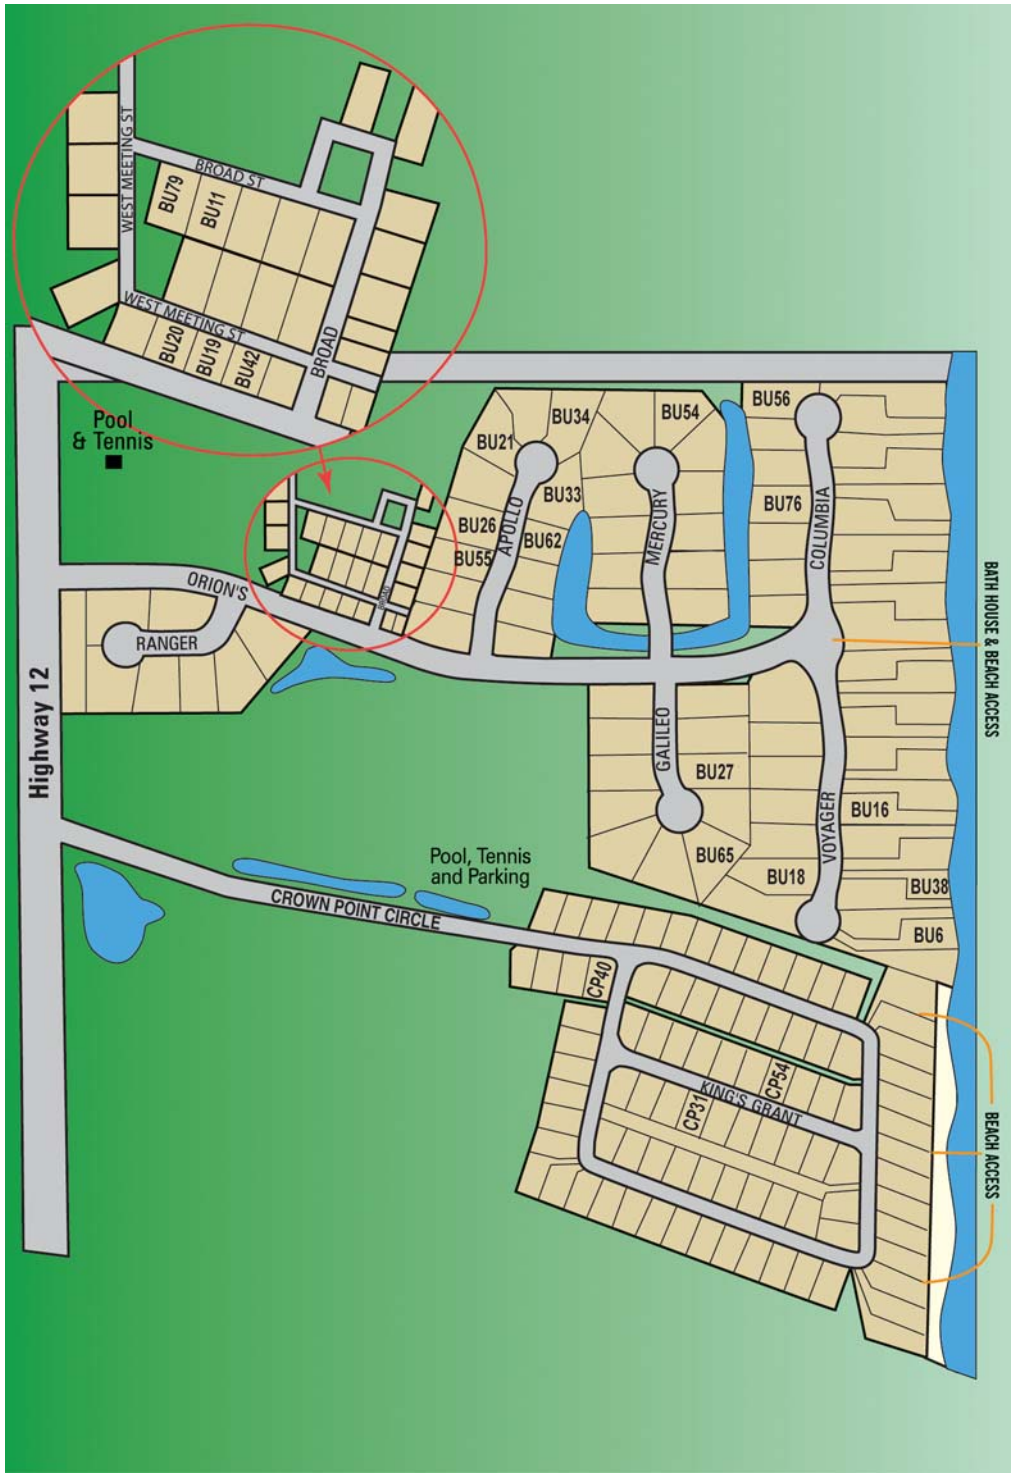 WEST MEETING ST
BROAD ST
BU79
BU11
WEST MEETING ST
BU20
BU19
BU42
BROAD
Pool
& Tennis
BU21
BU34
BU54
BU56
BU33
BU76
BU26
BU62
BU55
APOLLO
MERCURY
COLUMBIA
BROAD
ORION'S
RANGER
BATH HOUSE & BEACH ACCESS
Highway 12
GALILEO
BU27
BU16
VOYAGER
BU65
BU18
BU38
BU6
Pool, Tennis
and Parking
CROWN POINT CIRCLE
CP40
CP54
CP31
KING'S GRANT
BEACH ACCESS